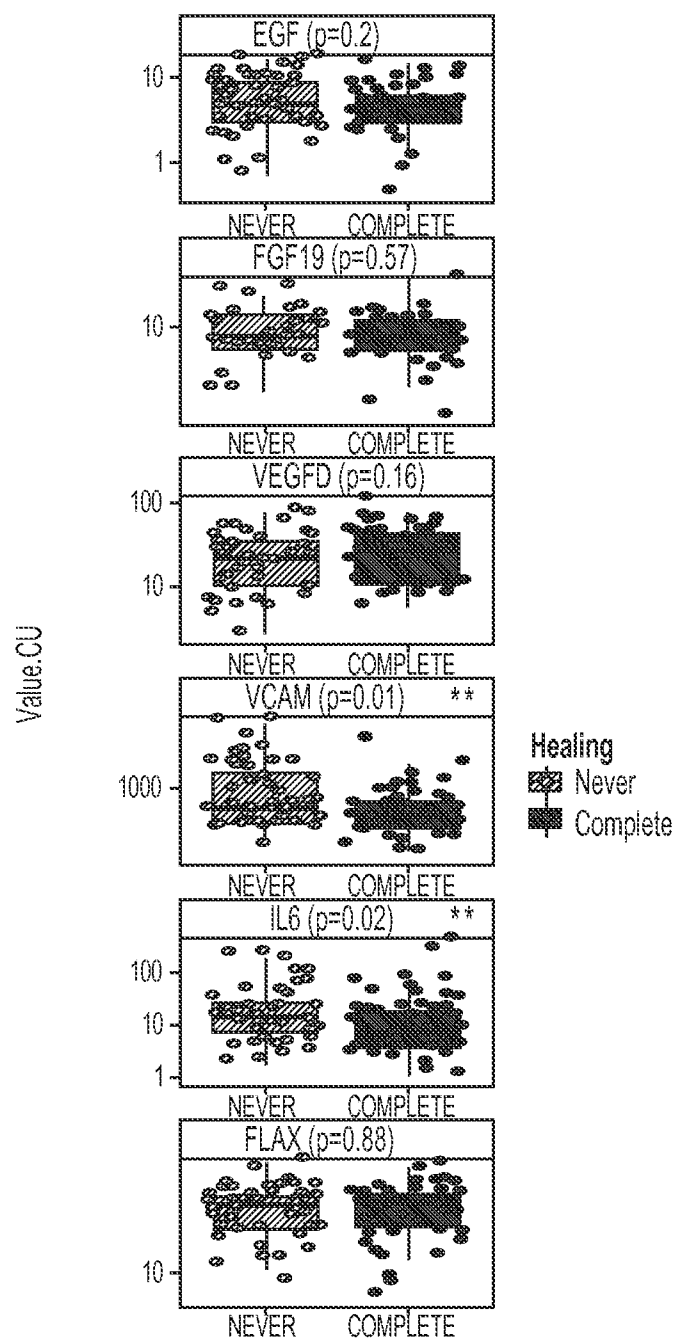 EGF (p=0.2)
10
1
NEVER COMPLETE
FGF19 (p=0.57)
10
NEVER COMPLETE
VEGFD (p=0.16)
100
10
NEVER COMPLETE
Value.CU
VCAM (p=0.01) **
1000
NEVER COMPLETE
Healing
Never
Complete
IL6 (p=0.02) **
100
10
1
NEVER COMPLETE
FLAX (p=0.88)
10
NEVER COMPLETE